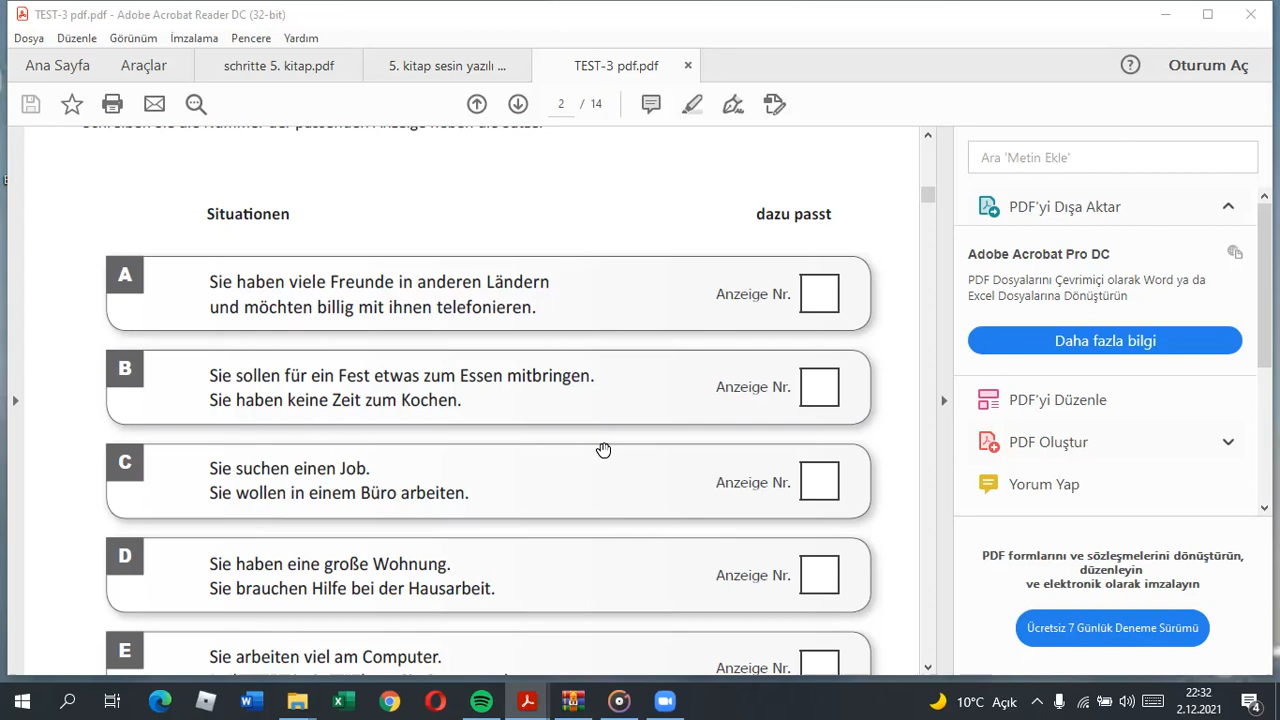 TEST-3 pdf.pdf - Adobe Acrobat Reader DC (32-bit)
Dosya Düzenle Görünüm İmzalama Pencere Yardım
Ana Sayfa Araçlar schritte 5. kitap.pdf 5. kitap sesin yazılı ... TEST-3 pdf.pdf × Oturum Aç
2 / 14
Situationen dazu passt
A Sie haben viele Freunde in anderen Ländern
und möchten billig mit ihnen telefonieren.
Anzeige Nr.
B Sie sollen für ein Fest etwas zum Essen mitbringen.
Sie haben keine Zeit zum Kochen.
Anzeige Nr.
C Sie suchen einen Job.
Sie wollen in einem Büro arbeiten.
Anzeige Nr.
D Sie haben eine große Wohnung.
Sie brauchen Hilfe bei der Hausarbeit.
Anzeige Nr.
E Sie arbeiten viel am Computer.
Anzeige Nr.
Ara 'Metin Ekle'
PDF'yi Dışa Aktar
Adobe Acrobat Pro DC
PDF Dosyalarını Çevrimiçi olarak Word ya da
Excel Dosyalarına Dönüştürün
Daha fazla bilgi
PDF'yi Düzenle
PDF Oluştur
Yorum Yap
PDF formlarını ve sözleşmelerini dönüştürün,
düzenleyin
ve elektronik olarak imzalayın
Ücretsiz 7 Günlük Deneme Sürümü
10°C Açık
22:32
2.12.2021
4